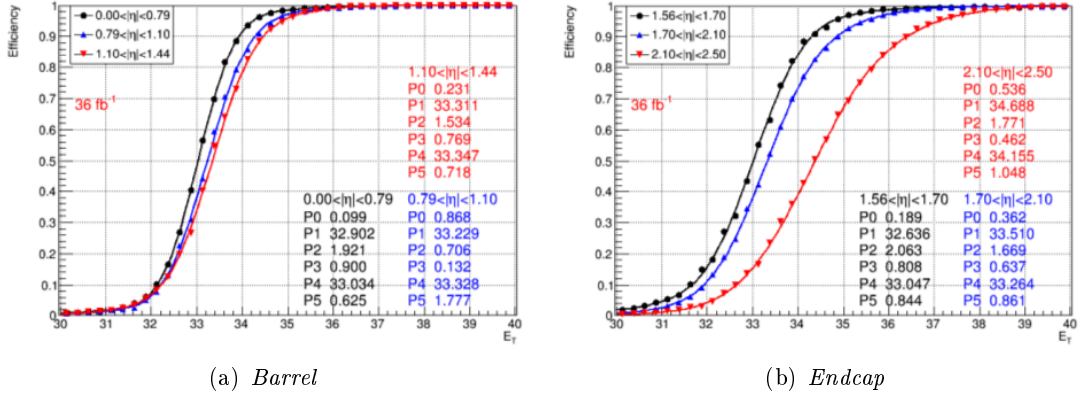 Efficiency
1
0.9
0.8
0.7
0.6
0.5
0.4
0.3
0.2
0.1
0
0.00<|η|<0.79
0.79<|η|<1.10
1.10<|η|<1.44
36 fb⁻¹
1.10<|η|<1.44
P0 0.231
P1 33.311
P2 1.534
P3 0.769
P4 33.347
P5 0.718
0.00<|η|<0.79
P0 0.099
P1 32.902
P2 1.921
P3 0.900
P4 33.034
P5 0.625
0.79<|η|<1.10
P0 0.868
P1 33.229
P2 0.706
P3 0.132
P4 33.328
P5 1.777
30 31 32 33 34 35 36 37 38 39 40
E_T
(a) Barrel
Efficiency
1
0.9
0.8
0.7
0.6
0.5
0.4
0.3
0.2
0.1
0
1.56<|η|<1.70
1.70<|η|<2.10
2.10<|η|<2.50
36 fb⁻¹
2.10<|η|<2.50
P0 0.536
P1 34.688
P2 1.771
P3 0.462
P4 34.155
P5 1.048
1.56<|η|<1.70
P0 0.189
P1 32.636
P2 2.063
P3 0.808
P4 33.047
P5 0.844
1.70<|η|<2.10
P0 0.362
P1 33.510
P2 1.669
P3 0.637
P4 33.264
P5 0.861
30 31 32 33 34 35 36 37 38 39 40
E_T
(b) Endcap